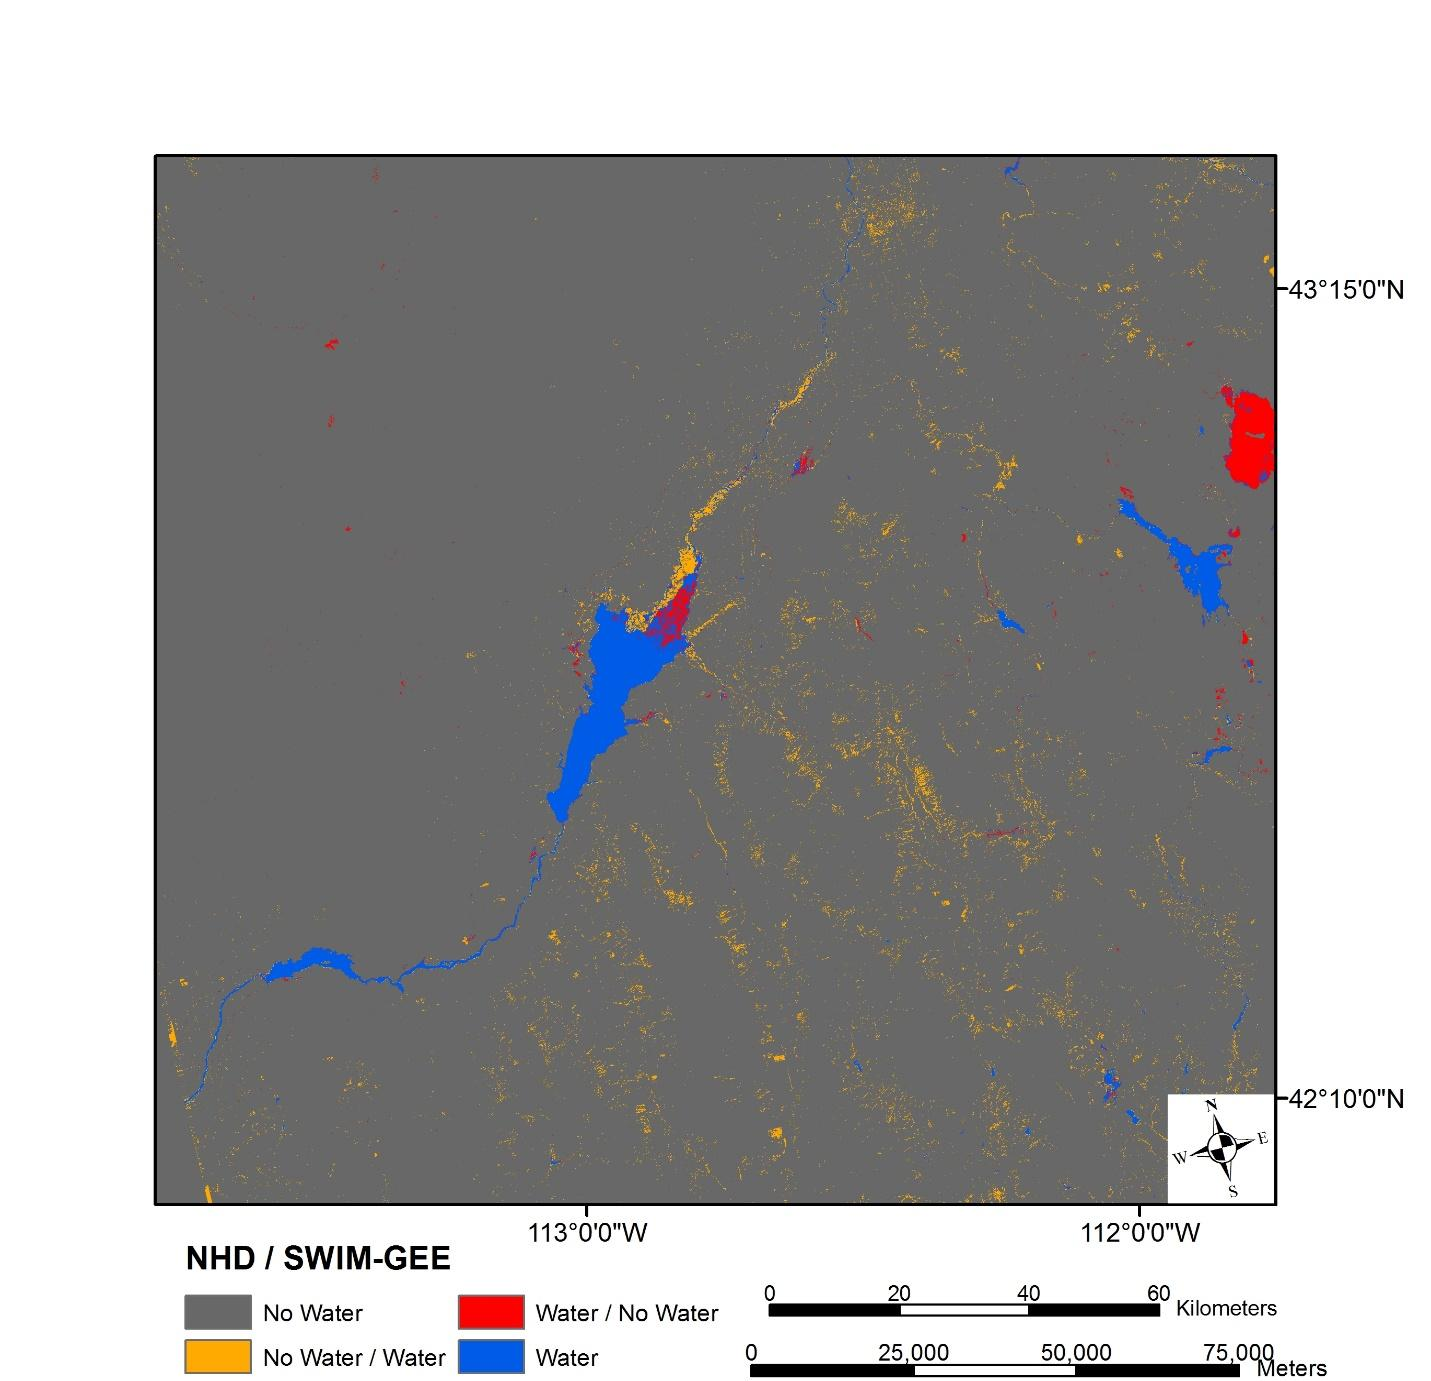 43°15'0"N
42°10'0"N
N
E
W
S
113°0'0"W
112°0'0"W
NHD / SWIM-GEE
No Water
Water / No Water
No Water / Water
Water
0 20 40 60
Kilometers
0 25,000 50,000 75,000
Meters